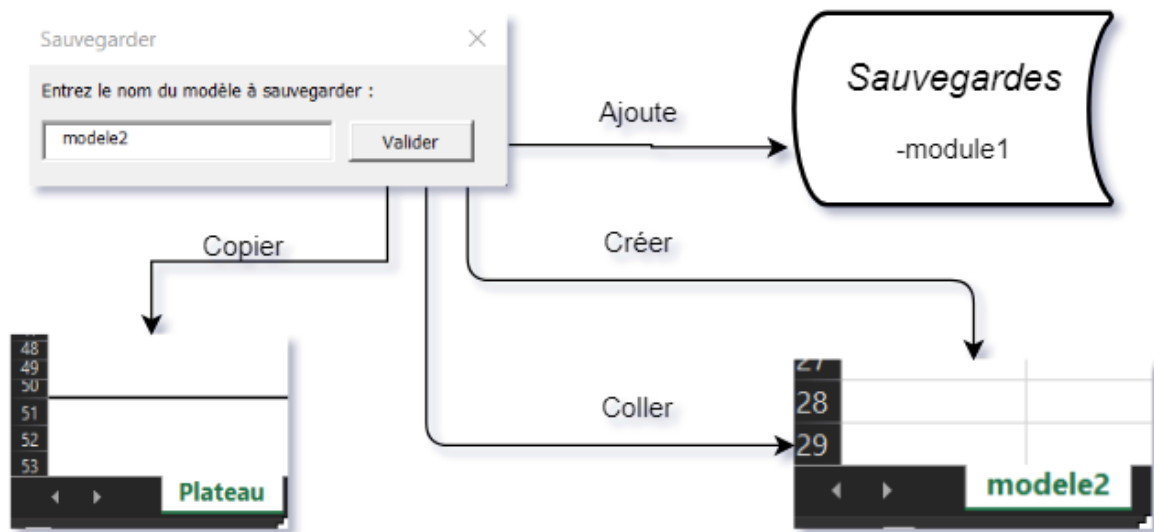 Sauvegarder
Entrez le nom du modèle à sauvegarder :
modele2
Valider
Ajoute
Sauvegardes
-module1
Copier
Créer
Coller
48
49
50
51
52
53
Plateau
27
28
29
modele2